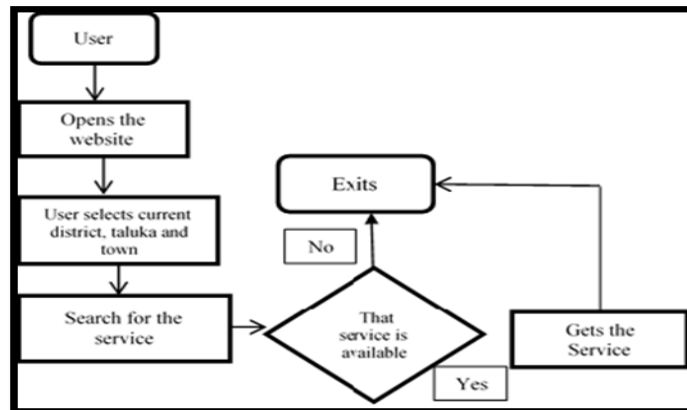 User
Opens the
website
User selects current
district, taluka and
town
Search for the
service
That
service is
available
No
Exits
Yes
Gets the
Service